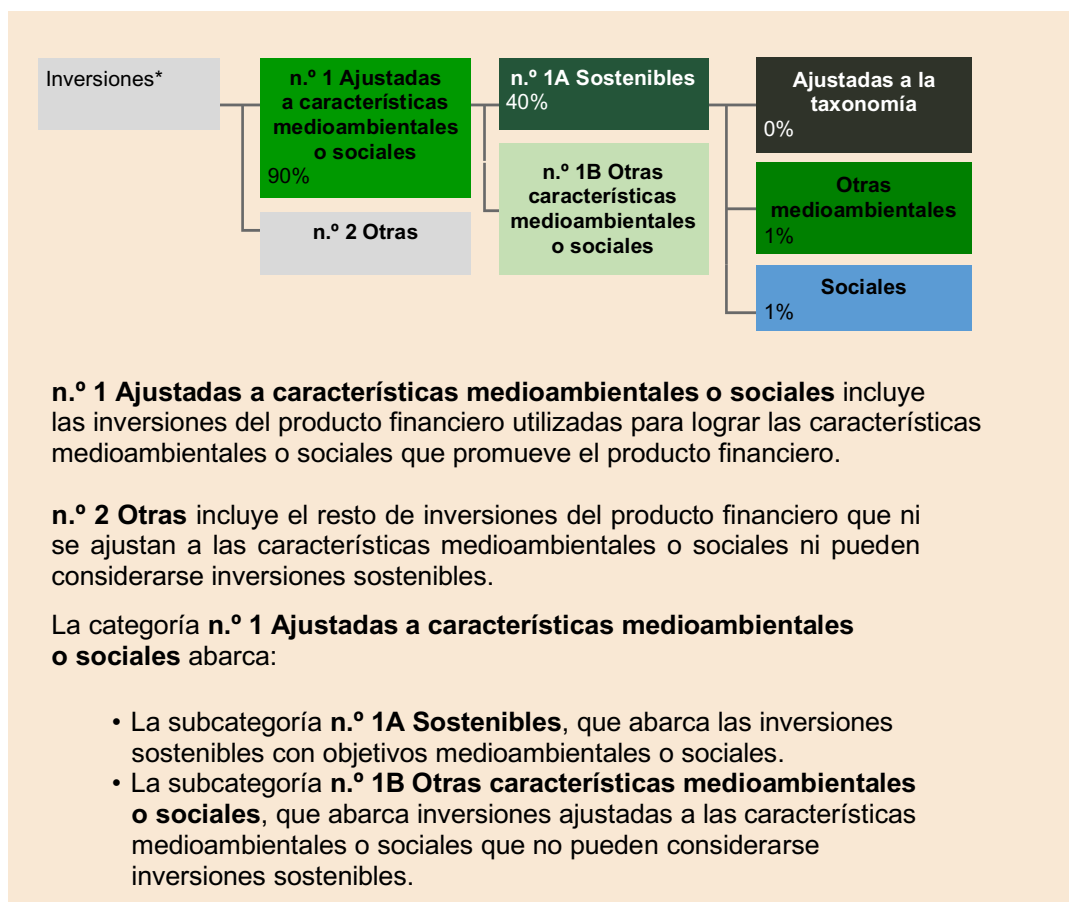 Inversiones*
n.º 1 Ajustadas
a características
medioambientales
o sociales
90%
n.º 2 Otras
n.º 1A Sostenibles
40%
n.º 1B Otras
características
medioambientales
o sociales
Ajustadas a la
taxonomía
0%
Otras
medioambientales
1%
Sociales
1%
n.º 1 Ajustadas a características medioambientales o sociales incluye
las inversiones del producto financiero utilizadas para lograr las características
medioambientales o sociales que promueve el producto financiero.
n.º 2 Otras incluye el resto de inversiones del producto financiero que ni
se ajustan a las características medioambientales o sociales ni pueden
considerarse inversiones sostenibles.
La categoría n.º 1 Ajustadas a características medioambientales
o sociales abarca:
• La subcategoría n.º 1A Sostenibles, que abarca las inversiones
sostenibles con objetivos medioambientales o sociales.
• La subcategoría n.º 1B Otras características medioambientales
o sociales, que abarca inversiones ajustadas a las características
medioambientales o sociales que no pueden considerarse
inversiones sostenibles.